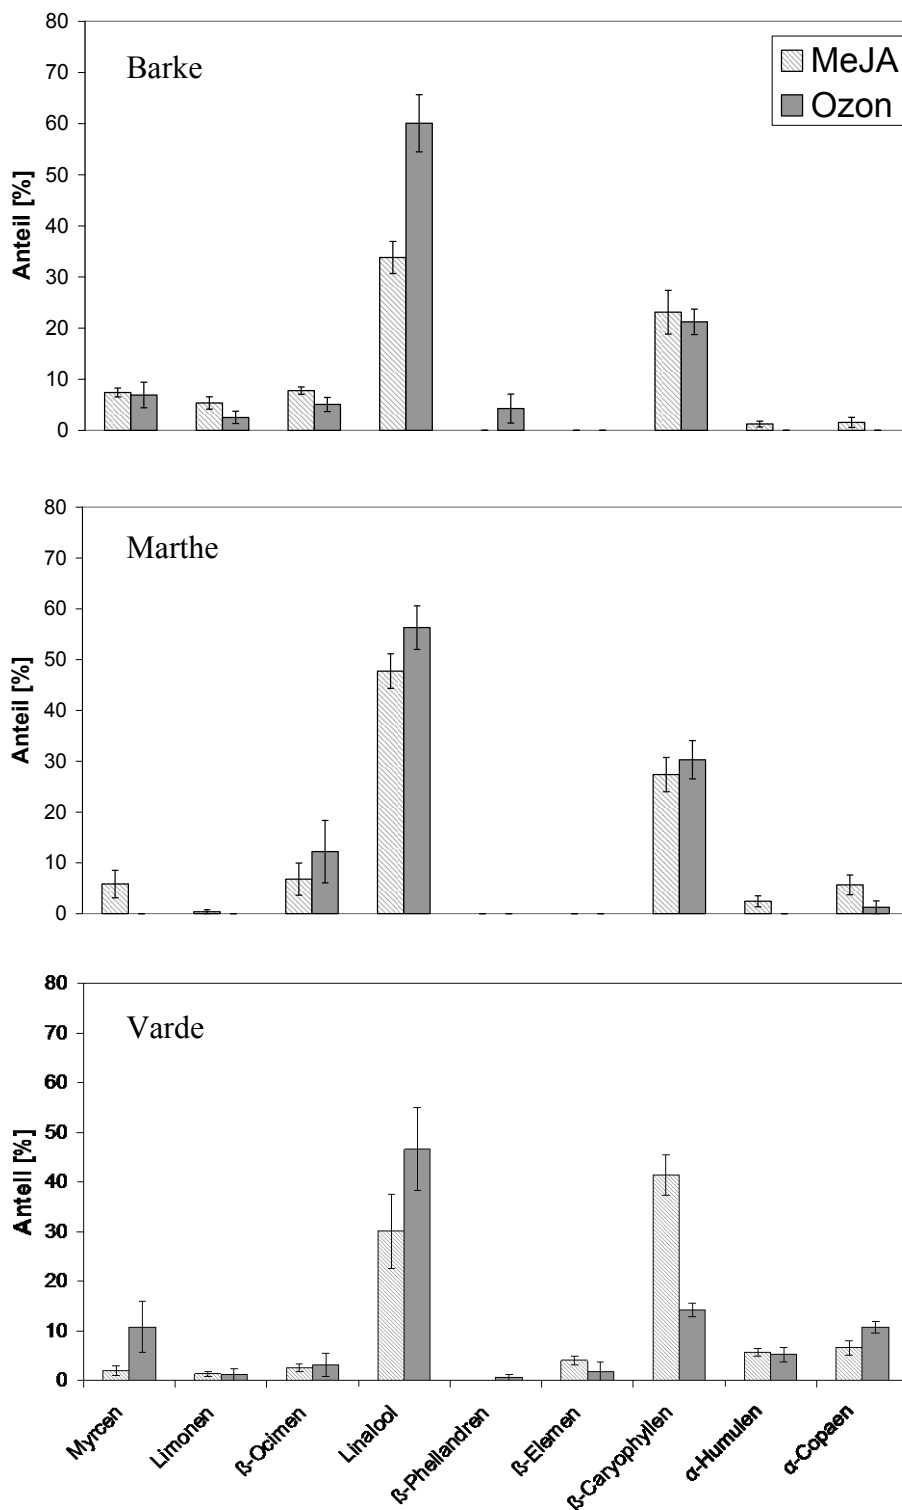 80
70
60
50
40
30
20
10
0
Anteil [%]
Barke
MeJA
Ozon
80
70
60
50
40
30
20
10
0
Anteil [%]
Marthe
80
70
60
50
40
30
20
10
0
Anteil [%]
Varde
Myrcen
Limonen
ß-Ocimen
Linalool
ß-Phellandren
ß-Elemen
ß-Caryophyllen
α-Humulen
α-Copaen